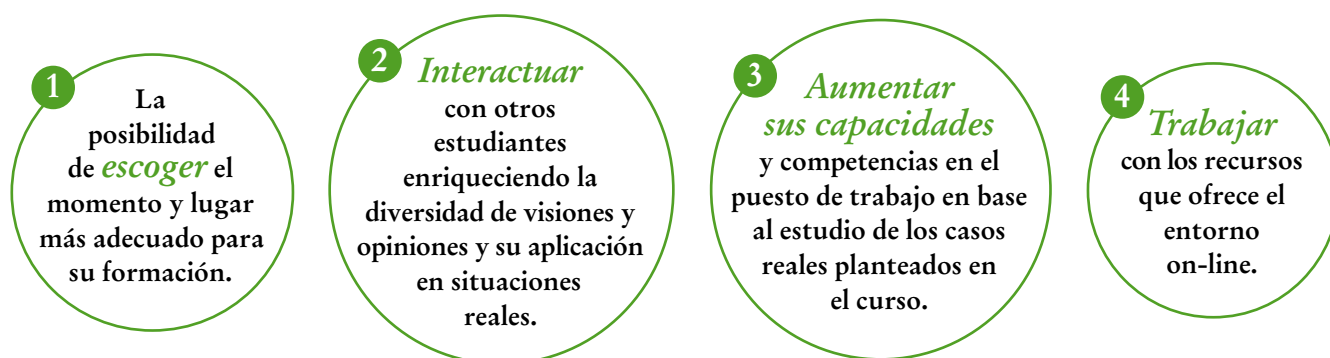 1
La
posibilidad
de escoger el
momento y lugar
más adecuado para
su formación.
2
Interactuar
con otros
estudiantes
enriqueciendo la
diversidad de visiones y
opiniones y su aplicación
en situaciones
reales.
3
Aumentar
sus capacidades
y competencias en el
puesto de trabajo en base
al estudio de los casos
reales planteados en
el curso.
4
Trabajar
con los recursos
que ofrece el
entorno
on-line.